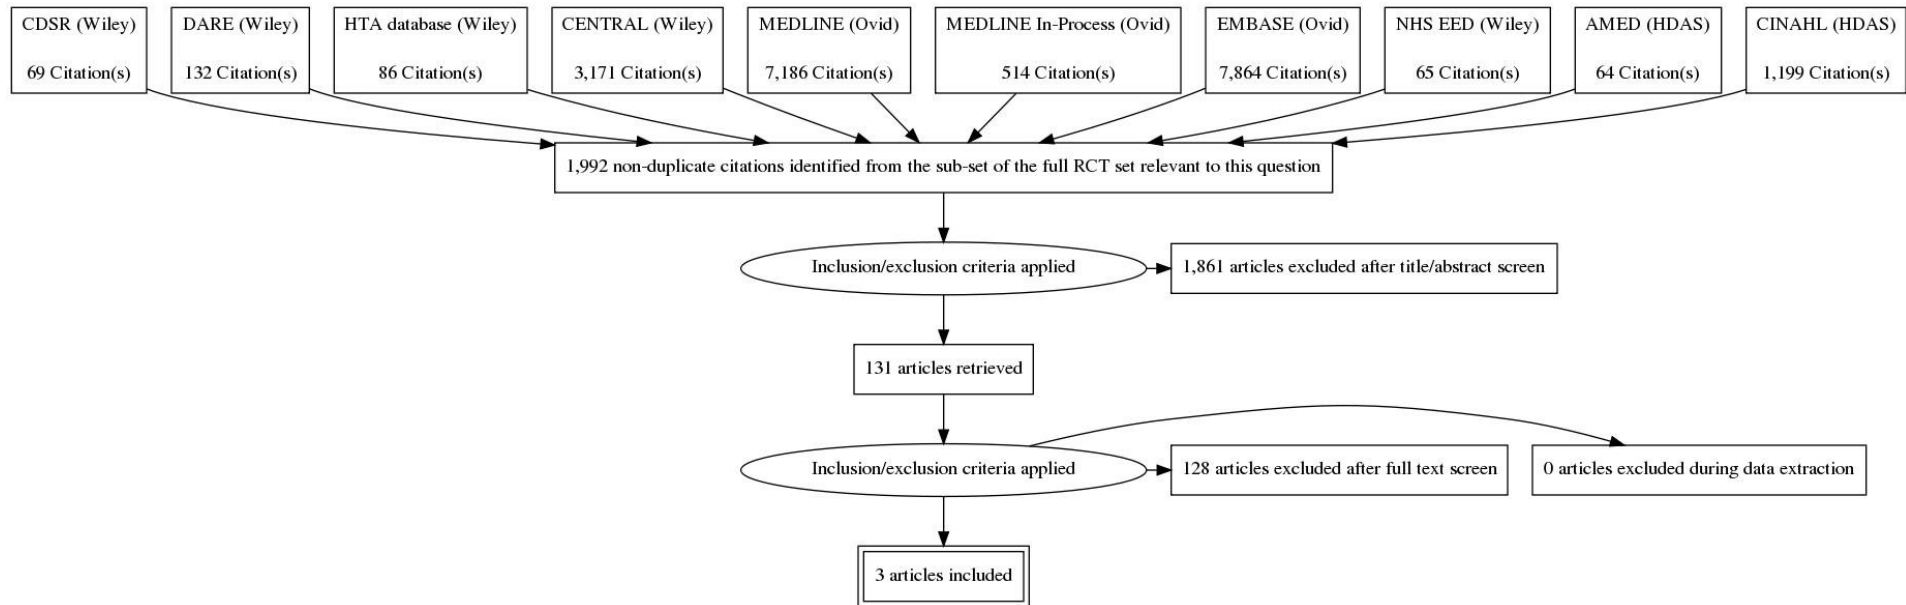 CDSR (Wiley)
69 Citation(s)
DARE (Wiley)
132 Citation(s)
HTA database (Wiley)
86 Citation(s)
CENTRAL (Wiley)
3,171 Citation(s)
MEDLINE (Ovid)
7,186 Citation(s)
MEDLINE In-Process (Ovid)
514 Citation(s)
EMBASE (Ovid)
7,864 Citation(s)
NHS EED (Wiley)
65 Citation(s)
AMED (HDAS)
64 Citation(s)
CINAHL (HDAS)
1,199 Citation(s)
1,992 non-duplicate citations identified from the sub-set of the full RCT set relevant to this question
Inclusion/exclusion criteria applied
1,861 articles excluded after title/abstract screen
131 articles retrieved
Inclusion/exclusion criteria applied
128 articles excluded after full text screen
0 articles excluded during data extraction
3 articles included